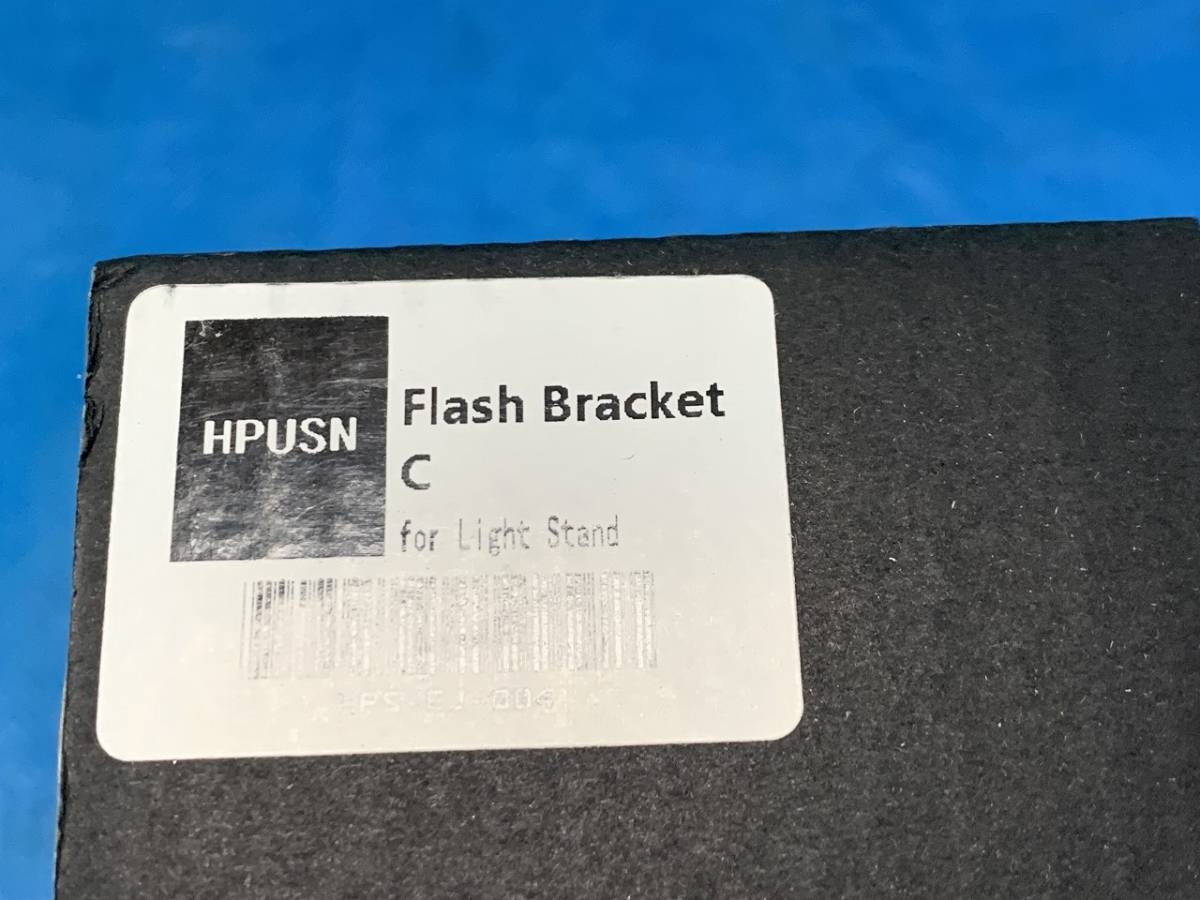 HPUSN
Flash Bracket
C
for Light Stand